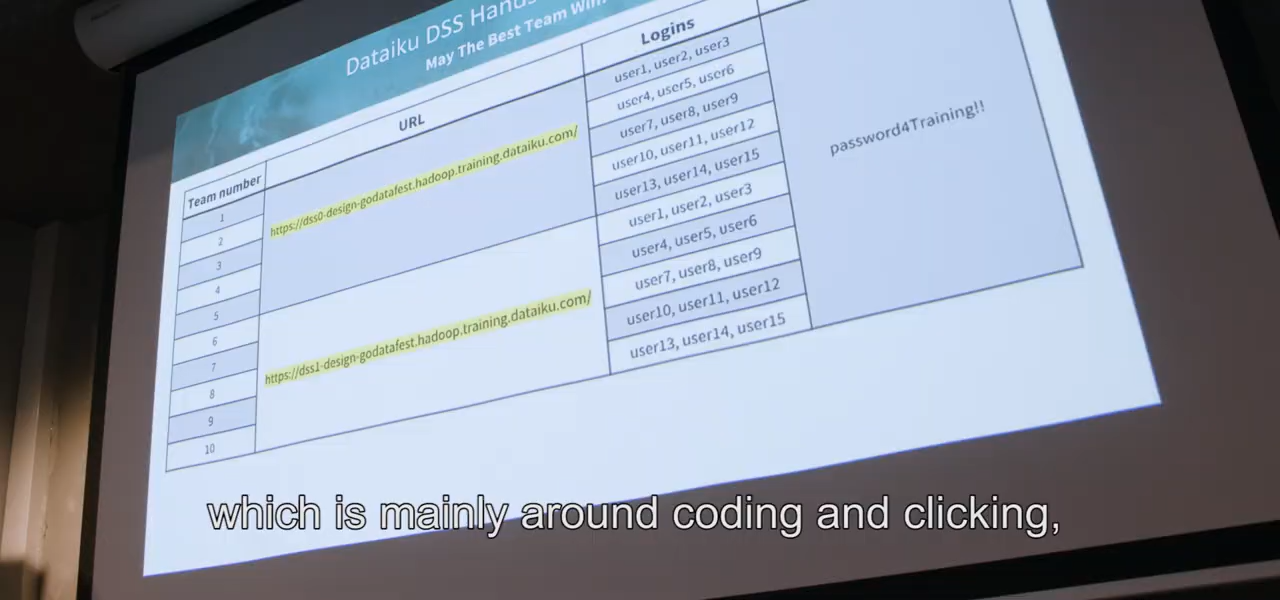 Dataiku DSS
May The Best Team Win
Team number
URL
Logins
1
2
3
4
5
6
7
8
9
10
https://dss0-design-godatafest.hadoop.training.dataiku.com/
https://dss1-design-godatafest.hadoop.training.dataiku.com/
user1, user2, user3
user4, user5, user6
user7, user8, user9
user10, user11, user12
user13, user14, user15
user1, user2, user3
user4, user5, user6
user7, user8, user9
user10, user11, user12
user13, user14, user15
password4Training!!
which is mainly around coding and clicking,